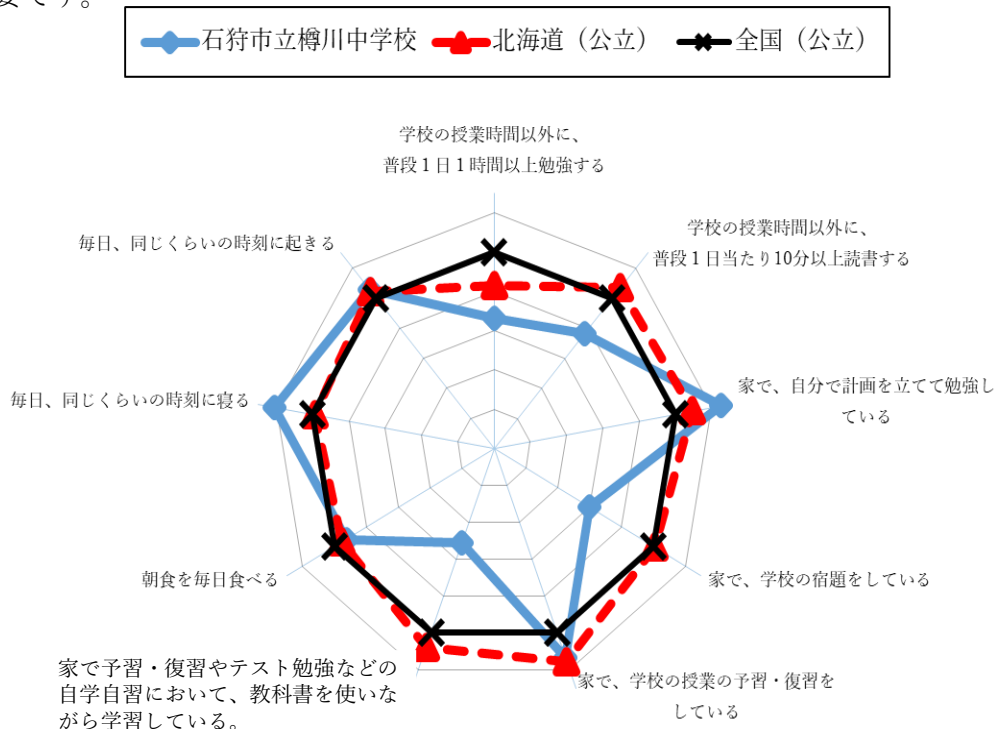 要です。
石狩市立樽川中学校 北海道（公立） 全国（公立）
学校の授業時間以外に、
普段１日１時間以上勉強する
学校の授業時間以外に、
普段１日当たり10分以上読書する
家で、自分で計画を立てて勉強し
ている
家で、学校の宿題をしている
家で、学校の授業の予習・復習を
している
家で予習・復習やテスト勉強などの
自学自習において、教科書を使いな
がら学習している。
朝食を毎日食べる
毎日、同じくらいの時刻に寝る
毎日、同じくらいの時刻に起きる